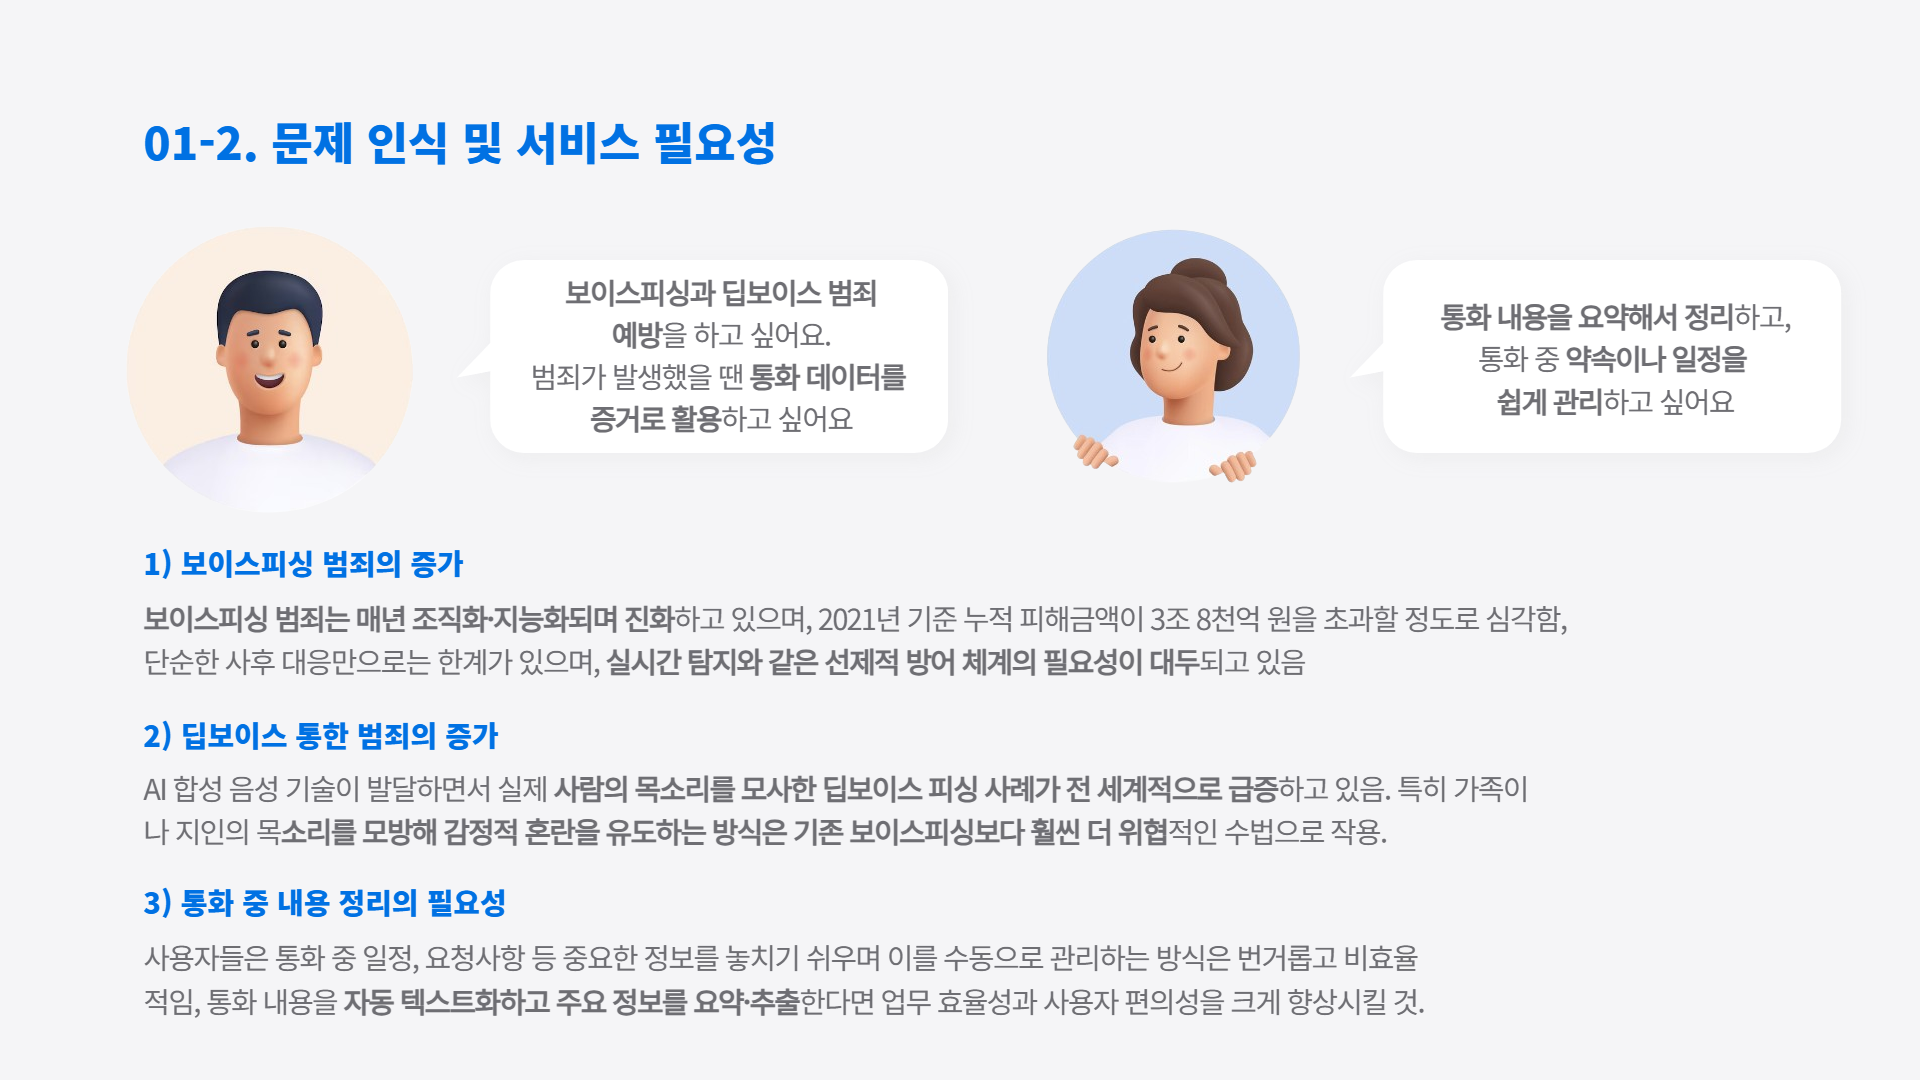 01-2. 문제 인식 및 서비스 필요성
보이스피싱과 딥보이스 범죄
예방을 하고 싶어요.
범죄가 발생했을 땐 통화 데이터를
증거로 활용하고 싶어요
통화 내용을 요약해서 정리하고,
통화 중 약속이나 일정을
쉽게 관리하고 싶어요
1) 보이스피싱 범죄의 증가
보이스피싱 범죄는 매년 조직화·지능화되며 진화하고 있으며, 2021년 기준 누적 피해금액이 3조 8천억 원을 초과할 정도로 심각함,
단순한 사후 대응만으로는 한계가 있으며, 실시간 탐지와 같은 선제적 방어 체계의 필요성이 대두되고 있음
2) 딥보이스 통한 범죄의 증가
AI 합성 음성 기술이 발달하면서 실제 사람의 목소리를 모사한 딥보이스 피싱 사례가 전 세계적으로 급증하고 있음. 특히 가족이
나 지인의 목소리를 모방해 감정적 혼란을 유도하는 방식은 기존 보이스피싱보다 훨씬 더 위협적인 수법으로 작용.
3) 통화 중 내용 정리의 필요성
사용자들은 통화 중 일정, 요청사항 등 중요한 정보를 놓치기 쉬우며 이를 수동으로 관리하는 방식은 번거롭고 비효율
적임, 통화 내용을 자동 텍스트화하고 주요 정보를 요약·추출한다면 업무 효율성과 사용자 편의성을 크게 향상시킬 것.